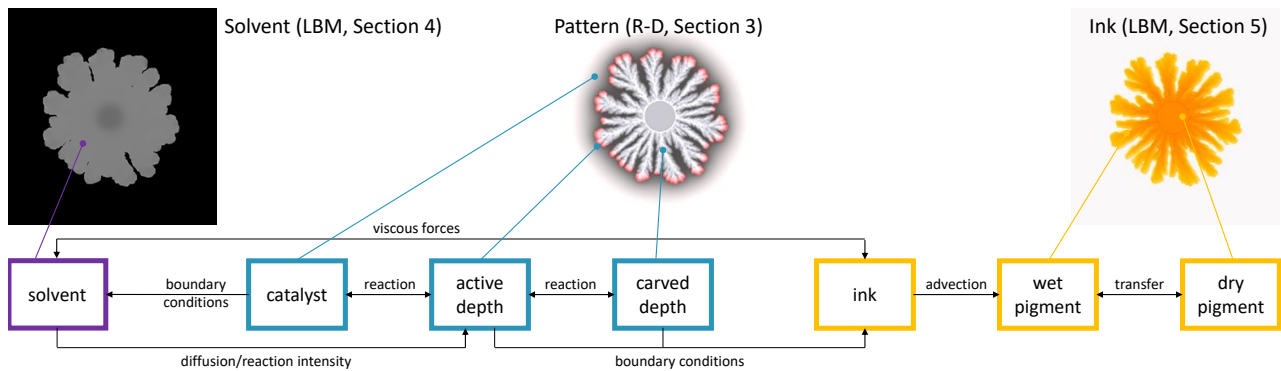 Solvent (LBM, Section 4)
Pattern (R-D, Section 3)
Ink (LBM, Section 5)
viscous forces
solvent
boundary
conditions
catalyst
reaction
active
depth
reaction
carved
depth
ink
advection
wet
pigment
transfer
dry
pigment
diffusion/reaction intensity
boundary conditions